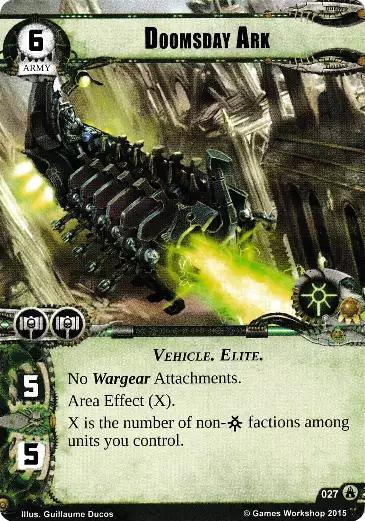 6
ARMY
DOOMSDAY ARK
VEHICLE. ELITE.
5
No Wargear Attachments.
Area Effect (X).
X is the number of non- factions among
units you control.
5
027
Illus. Guillaume Ducos
© Games Workshop 2015